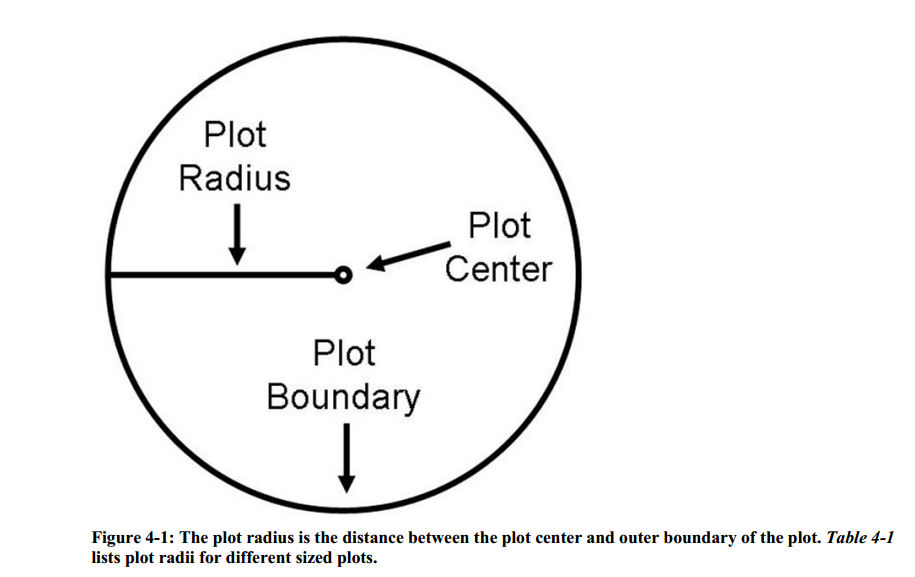 Plot
Radius
Plot
Center
Plot
Boundary
Figure 4-1: The plot radius is the distance between the plot center and outer boundary of the plot. Table 4-1
lists plot radii for different sized plots.